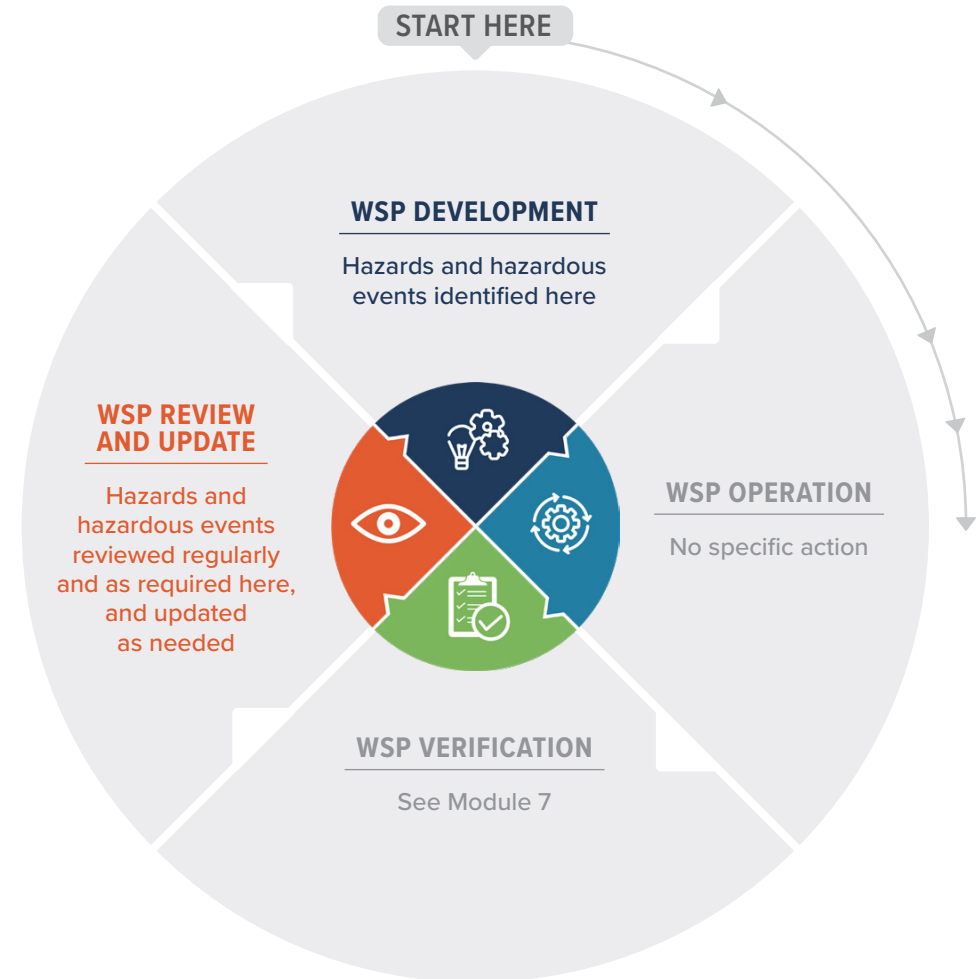 START HERE
WSP DEVELOPMENT
Hazards and hazardous
events identified here
WSP OPERATION
No specific action
WSP VERIFICATION
See Module 7
WSP REVIEW
AND UPDATE
Hazards and
hazardous events
reviewed regularly
and as required here,
and updated
as needed